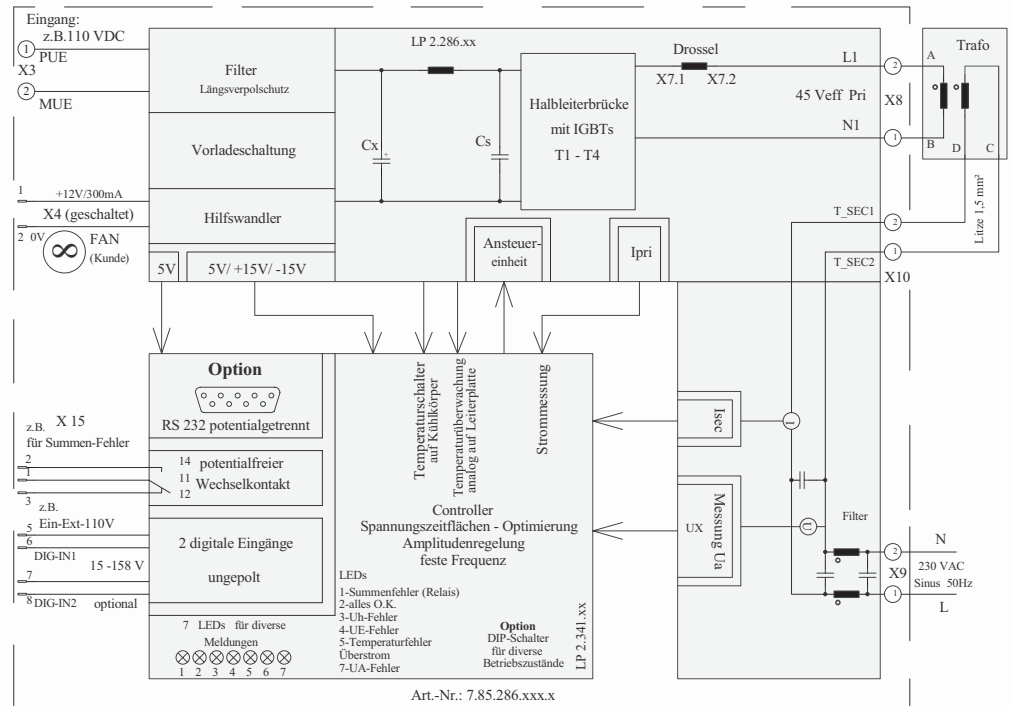 Eingang:
z.B.110 VDC
1
PUE
X3
2
MUE
Filter
Längsverpolschutz
Vorladeschaltung
Hilfswandler
5V
5V/ +15V/ -15V
1
+12V/300mA
X4 (geschaltet)
2 0V
FAN
(Kunde)
LP 2.286.xx
Cx
+
Cs
Halbleiterbrücke
mit IGBTs
T1 - T4
Drossel
X7.1 X7.2
L1
2
45 Veff Pri
X8
N1
1
Trafo
A
B
D
C
Litze 1,5 mm²
T_SEC1
2
T_SEC2
1
X10
Ansteuer-
einheit
Ipri
Option
RS 232 potentialgetrennt
X 15
z.B.
für Summen-Fehler
2
1
3
14
11
12
potentialfreier
Wechselkontakt
z.B.
Ein-Ext-110V
5
6
DIG-IN1
15 -158 V
7
8
DIG-IN2
optional
2 digitale Eingänge
ungepolt
7 LEDs für diverse
Meldungen
1 2 3 4 5 6 7
Temperaturschalter
auf Kühlkörper
Temperaturüberwachung
analog auf Leiterplatte
Strommessung
Controller
Spannungszeitflächen - Optimierung
Amplitudenregelung
feste Frequenz
LEDs
1-Summenfehler (Relais)
2-alles O.K.
3-Uh-Fehler
4-UE-Fehler
5-Temperaturfehler
Überstrom
7-UA-Fehler
Option
DIP-Schalter
für diverse
Betriebszustände
LP 2.341.xx
Isec
I
UX
Messung Ua
U
Filter
2
N
X9
230 VAC
Sinus 50Hz
1
L
Art.-Nr.: 7.85.286.xxx.x